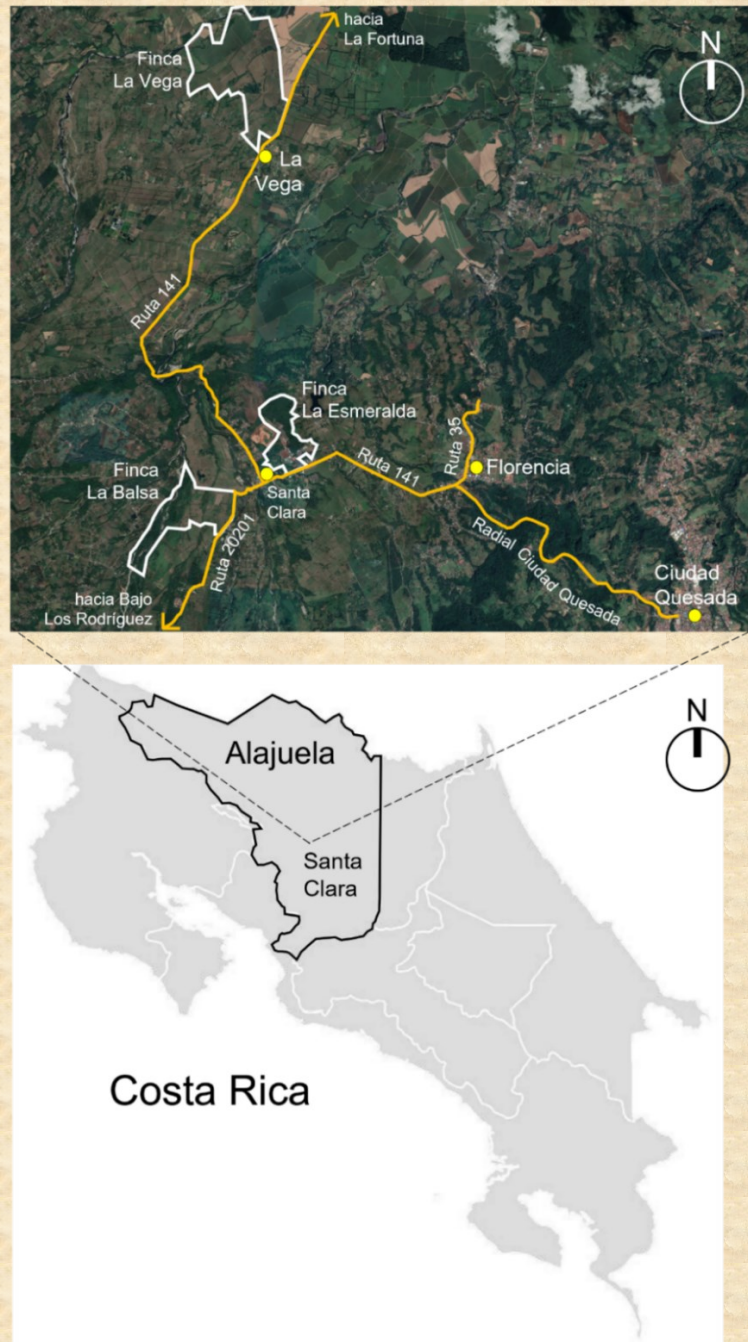 hacia
La Fortuna
Finca
La Vega
N
La
Vega
Ruta 141
Finca
La Esmeralda
Finca
La Balsa
Santa
Clara
Ruta 141
Ruta 35
Florencia
Ruta 20201
Radial Ciudad Quesada
Ciudad
Quesada
hacia Bajo
Los Rodríguez
N
Alajuela
Santa
Clara
Costa Rica